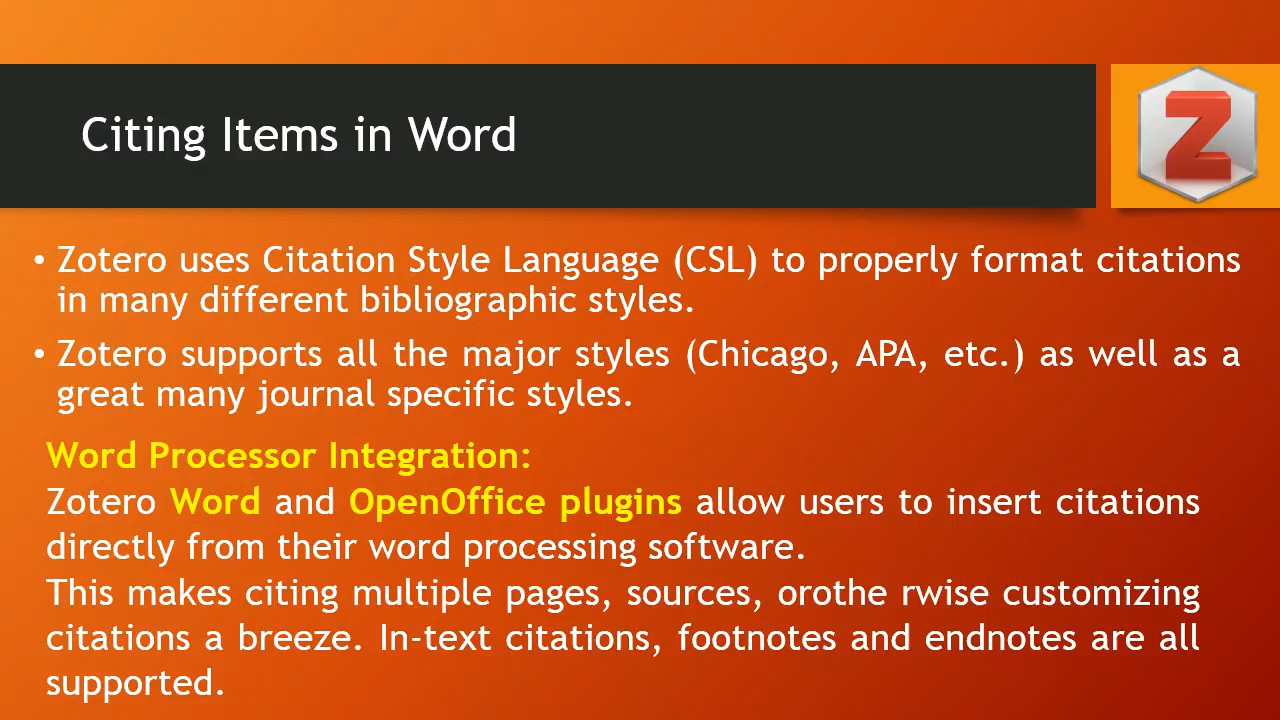 Citing Items in Word
Z
• Zotero uses Citation Style Language (CSL) to properly format citations
in many different bibliographic styles.
• Zotero supports all the major styles (Chicago, APA, etc.) as well as a
great many journal specific styles.
Word Processor Integration:
Zotero Word and OpenOffice plugins allow users to insert citations
directly from their word processing software.
This makes citing multiple pages, sources, orothe rwise customizing
citations a breeze. In-text citations, footnotes and endnotes are all
supported.